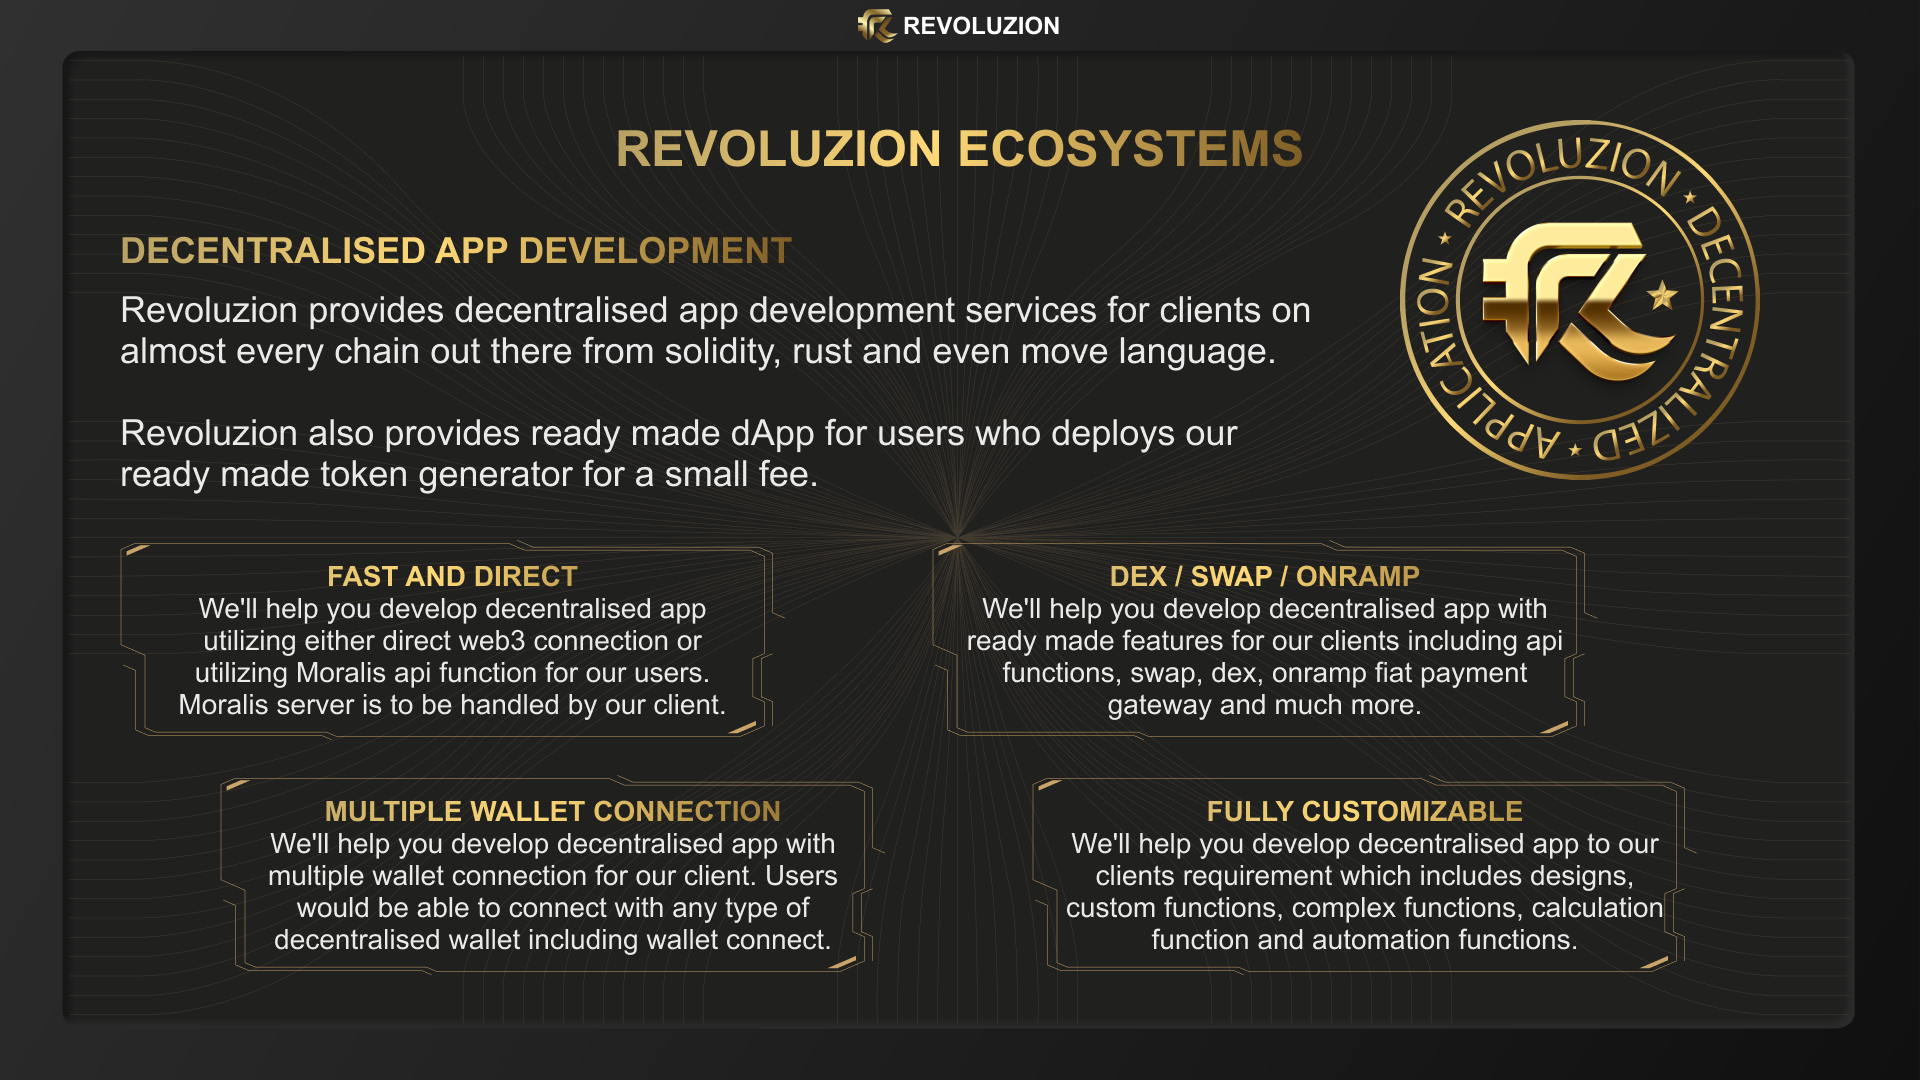 REVOLUZION
REVOLUZION ECOSYSTEMS
REVOLUZION
DECENTRALIZED
APPLICATION
DECENTRALISED APP DEVELOPMENT
Revoluzion provides decentralised app development services for clients on
almost every chain out there from solidity, rust and even move language.
Revoluzion also provides ready made dApp for users who deploys our
ready made token generator for a small fee.
FAST AND DIRECT
We'll help you develop decentralised app
utilizing either direct web3 connection or
utilizing Moralis api function for our users.
Moralis server is to be handled by our client.
DEX / SWAP / ONRAMP
We'll help you develop decentralised app with
ready made features for our clients including api
functions, swap, dex, onramp fiat payment
gateway and much more.
MULTIPLE WALLET CONNECTION
We'll help you develop decentralised app with
multiple wallet connection for our client. Users
would be able to connect with any type of
decentralised wallet including wallet connect.
FULLY CUSTOMIZABLE
We'll help you develop decentralised app to our
clients requirement which includes designs,
custom functions, complex functions, calculation
function and automation functions.